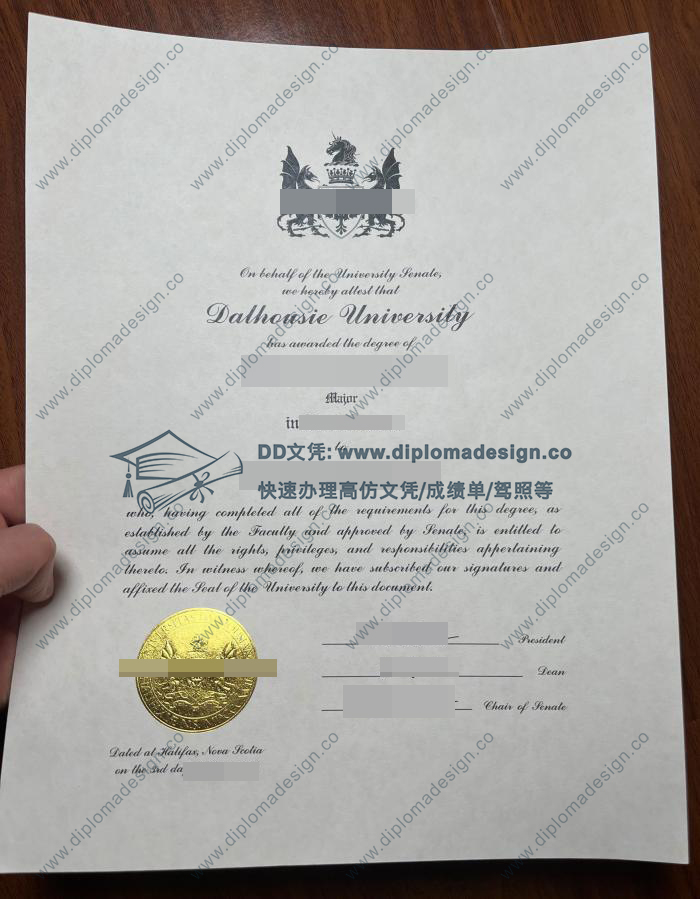 On behalf of the University Senate,
we hereby attest that
Dalhousie University
has awarded the degree of
Major
in
to
DD文凭: www.diplomadesign.co
快速办理高仿文凭/成绩单/驾照等
who, having completed all of the requirements for this degree, as
established by the Faculty and approved by Senate, is entitled to
assume all the rights, privileges, and responsibilities appertaining
thereto. In witness whereof, we have subscribed our signatures and
affixed the Seal of the University to this document.
President
Dean
Chair of Senate
Dated at Halifax, Nova Scotia
on the 3rd da
www.diplomadesign.co